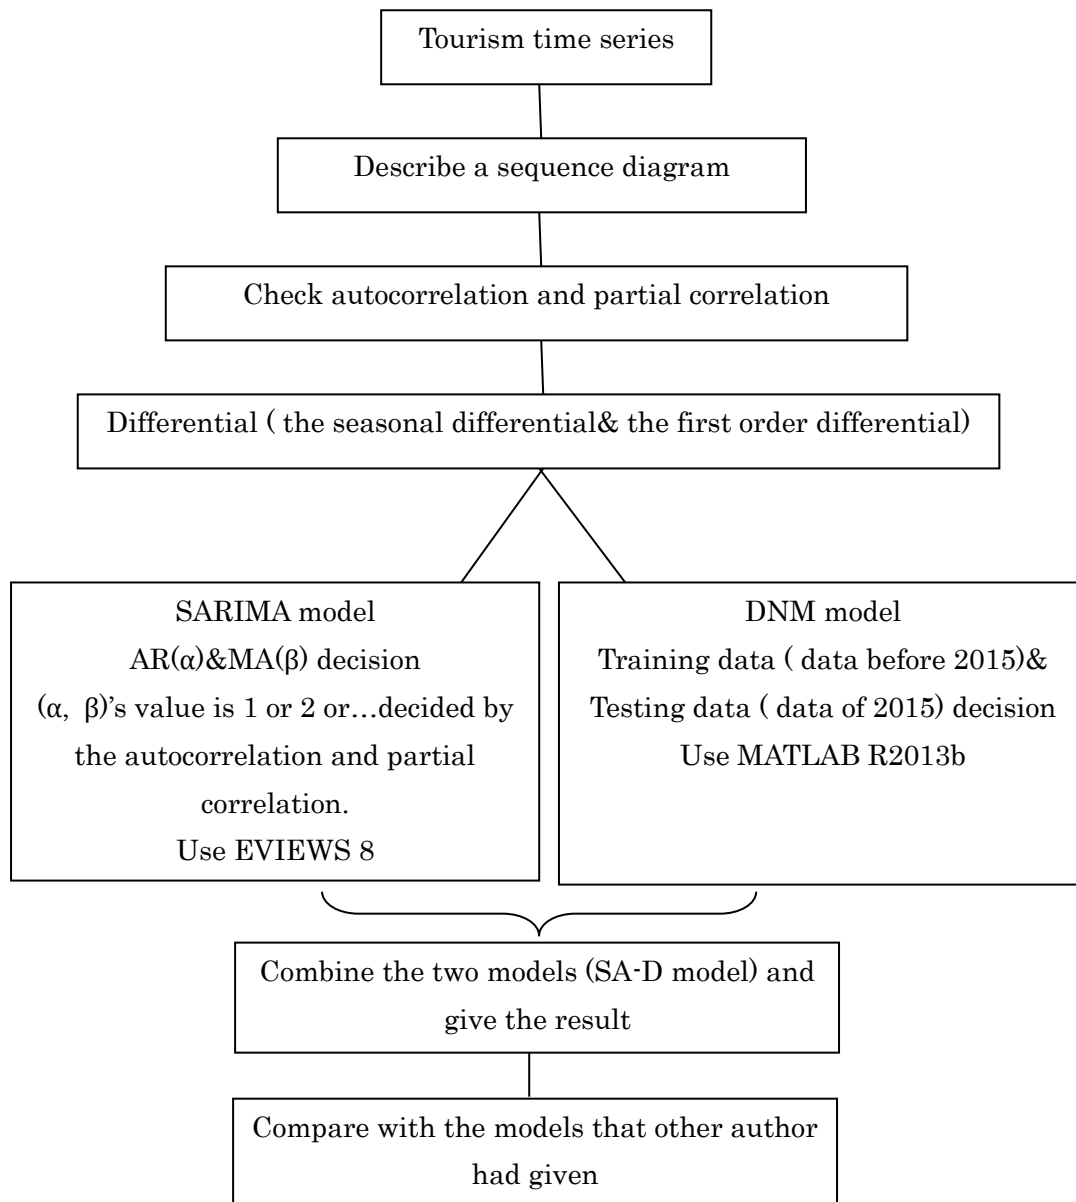 Tourism time series
Describe a sequence diagram
Check autocorrelation and partial correlation
Differential ( the seasonal differential& the first order differential)
SARIMA model
AR(α)&MA(β) decision
(α, β)’s value is 1 or 2 or…decided by
the autocorrelation and partial
correlation.
Use EVIEWS 8
DNM model
Training data ( data before 2015)&
Testing data ( data of 2015) decision
Use MATLAB R2013b
Combine the two models (SA-D model) and
give the result
Compare with the models that other author
had given